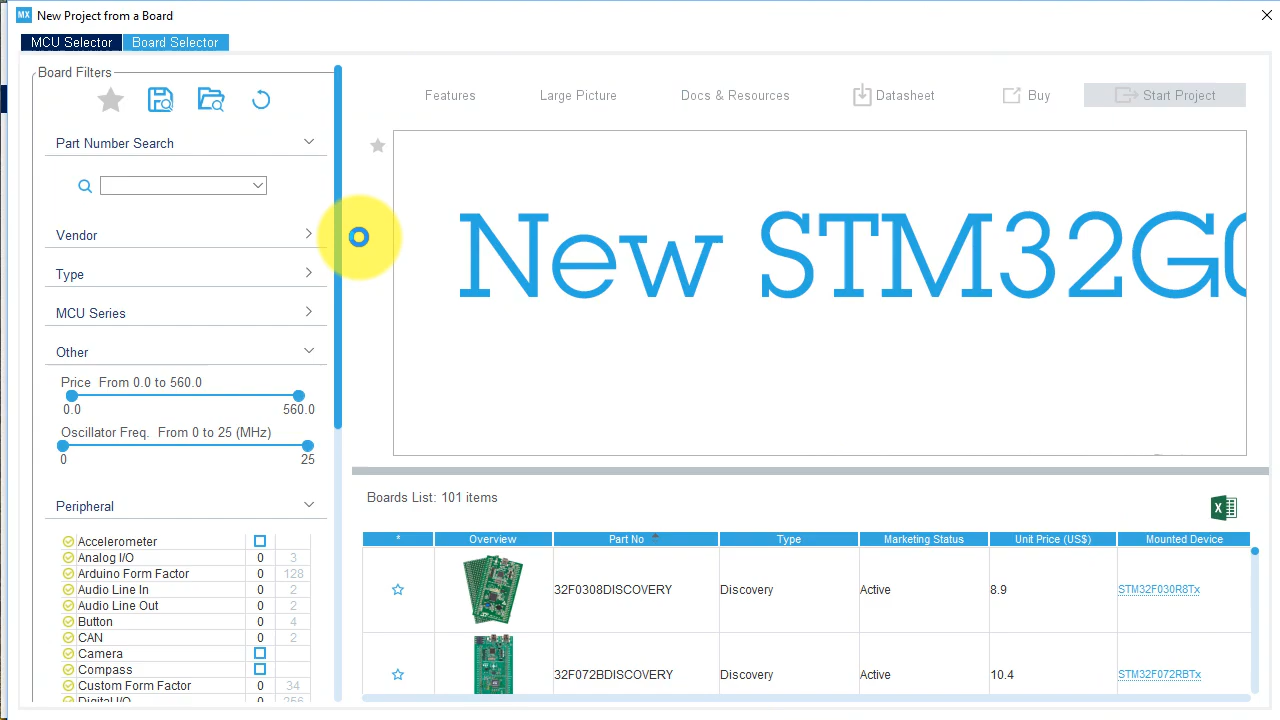 MX New Project from a Board
MCU Selector Board Selector
Board Filters
Features Large Picture Docs & Resources Datasheet Buy Start Project
Part Number Search
New STM32G0
Vendor
Type
MCU Series
Other
Price From 0.0 to 560.0
0.0 560.0
Oscillator Freq. From 0 to 25 (MHz)
0 25
Peripheral
Accelerometer
Analog I/O 0 3
Arduino Form Factor 0 128
Audio Line In 0 2
Audio Line Out 0 2
Button 0 4
CAN 0 2
Camera
Compass
Custom Form Factor 0 34
Digital I/O 0 256
Boards List: 101 items
* Overview Part No Type Marketing Status Unit Price (US$) Mounted Device
32F0308DISCOVERY Discovery Active 8.9 STM32F030R8Tx
32F072BDISCOVERY Discovery Active 10.4 STM32F072RBTx